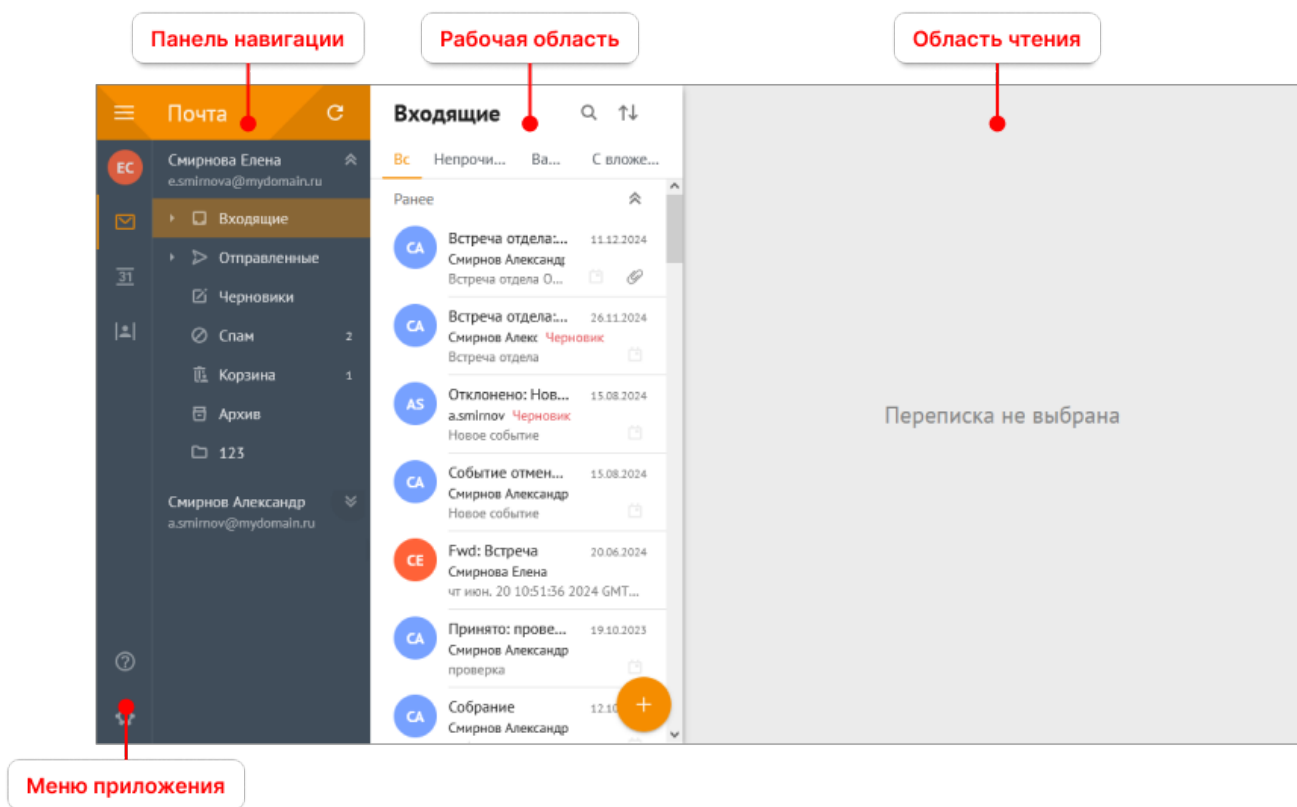 Панель навигации
Рабочая область
Область чтения
Почта
Входящие
ЕС
Смирнова Елена
e.smirnova@mydomain.ru
Вс Непрочи... Ва... С вложе...
Ранее
31
Входящие
Отправленные
Черновики
Спам 2
Корзина 1
Архив
123
Смирнов Александр
a.smirnov@mydomain.ru
СА
Встреча отдела:... 11.12.2024
Смирнов Александр
Встреча отдела О...
СА
Встреча отдела:... 26.11.2024
Смирнов Алекс Черновик
Встреча отдела
AS
Отклонено: Нов... 15.08.2024
a.smirnov Черновик
Новое событие
СА
Событие отмен... 15.08.2024
Смирнов Александр
Новое событие
СЕ
Fwd: Встреча 20.06.2024
Смирнова Елена
чт июн. 20 10:51:36 2024 GMT...
СА
Принято: прове... 19.10.2023
Смирнов Александр
проверка
СА
Собрание 12.10
Смирнов Александр
Переписка не выбрана
Меню приложения